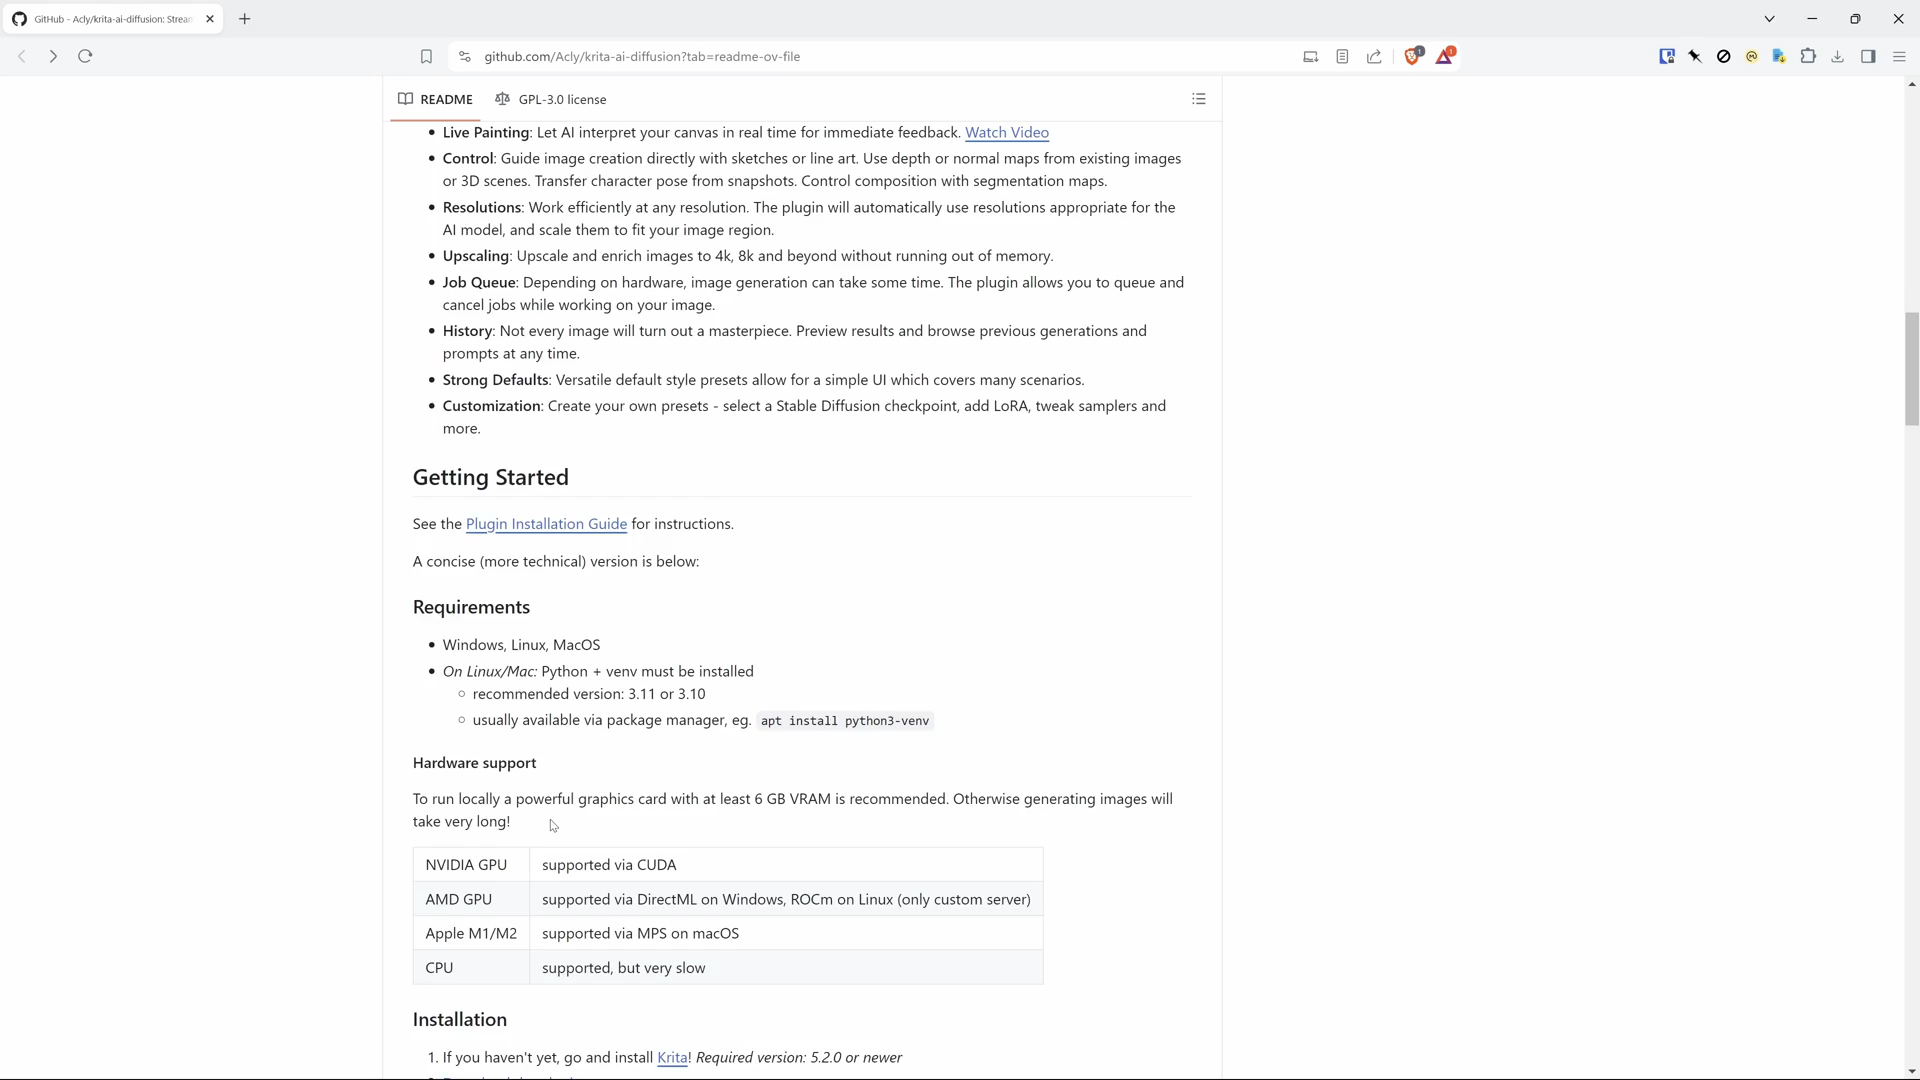 GitHub - Acly/krita-ai-diffusion: Strea
github.com/Acly/krita-ai-diffusion?tab=readme-ov-file
1
1
README
GPL-3.0 license
• Live Painting: Let AI interpret your canvas in real time for immediate feedback. Watch Video
• Control: Guide image creation directly with sketches or line art. Use depth or normal maps from existing images
or 3D scenes. Transfer character pose from snapshots. Control composition with segmentation maps.
• Resolutions: Work efficiently at any resolution. The plugin will automatically use resolutions appropriate for the
AI model, and scale them to fit your image region.
• Upscaling: Upscale and enrich images to 4k, 8k and beyond without running out of memory.
• Job Queue: Depending on hardware, image generation can take some time. The plugin allows you to queue and
cancel jobs while working on your image.
• History: Not every image will turn out a masterpiece. Preview results and browse previous generations and
prompts at any time.
• Strong Defaults: Versatile default style presets allow for a simple UI which covers many scenarios.
• Customization: Create your own presets - select a Stable Diffusion checkpoint, add LoRA, tweak samplers and
more.
Getting Started
See the Plugin Installation Guide for instructions.
A concise (more technical) version is below:
Requirements
• Windows, Linux, MacOS
• On Linux/Mac: Python + venv must be installed
○ recommended version: 3.11 or 3.10
○ usually available via package manager, eg. apt install python3-venv
Hardware support
To run locally a powerful graphics card with at least 6 GB VRAM is recommended. Otherwise generating images will
take very long!
NVIDIA GPU supported via CUDA
AMD GPU supported via DirectML on Windows, ROCm on Linux (only custom server)
Apple M1/M2 supported via MPS on macOS
CPU supported, but very slow
Installation
1. If you haven't yet, go and install Krita! Required version: 5.2.0 or newer